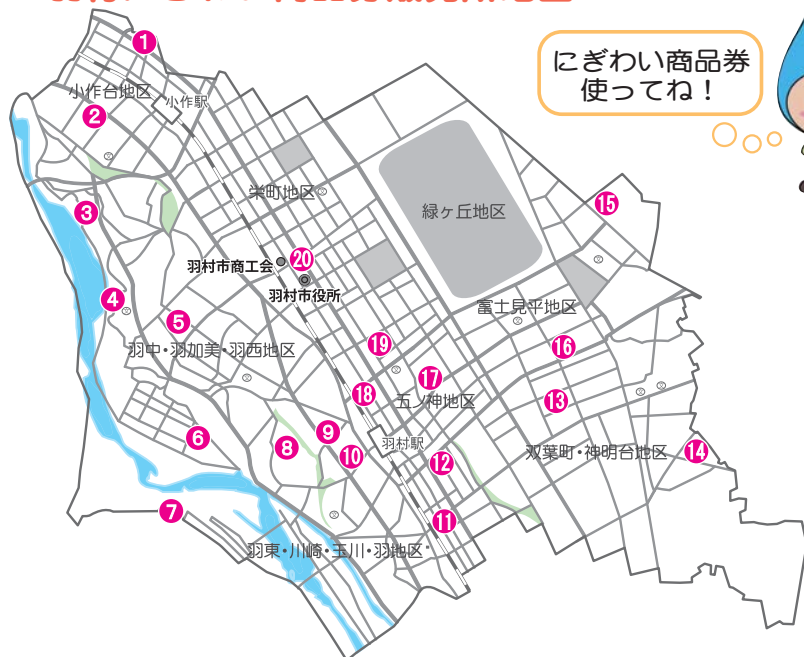 にぎわい商品券
使ってね！
1
小作台地区
小作駅
2
栄町地区
緑ヶ丘地区
15
3
羽村市商工会
20
羽村市役所
4
5
富士見平地区
羽中・羽加美・羽西地区
19
16
17
18
五ノ神地区
13
9
羽村駅
6
8
10
12
双葉町・神明台地区
14
7
11
羽東・川崎・玉川・羽地区